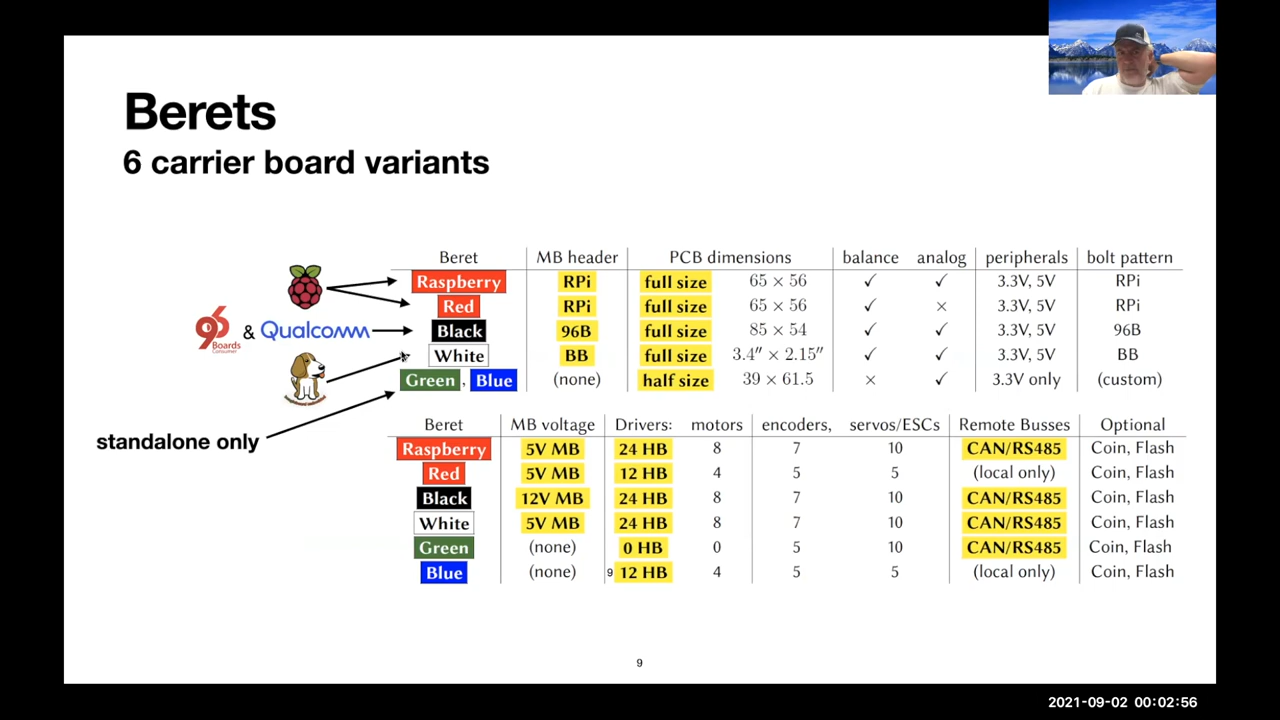 Berets
6 carrier board variants
Beret MB header PCB dimensions balance analog peripherals bolt pattern
Raspberry RPi full size 65 × 56 ✓ ✓ 3.3V, 5V RPi
Red RPi full size 65 × 56 ✓ × 3.3V, 5V RPi
96 Boards Consumer & Qualcomm Black 96B full size 85 × 54 ✓ ✓ 3.3V, 5V 96B
White BB full size 3.4″ × 2.15″ ✓ ✓ 3.3V, 5V BB
Green , Blue (none) half size 39 × 61.5 × ✓ 3.3V only (custom)
standalone only
Beret MB voltage Drivers: motors encoders, servos/ESCs Remote Busses Optional
Raspberry 5V MB 24 HB 8 7 10 CAN/RS485 Coin, Flash
Red 5V MB 12 HB 4 5 5 (local only) Coin, Flash
Black 12V MB 24 HB 8 7 10 CAN/RS485 Coin, Flash
White 5V MB 24 HB 8 7 10 CAN/RS485 Coin, Flash
Green (none) 0 HB 0 5 10 CAN/RS485 Coin, Flash
Blue (none) 9 12 HB 4 5 5 (local only) Coin, Flash
9
2021-09-02 00:02:56